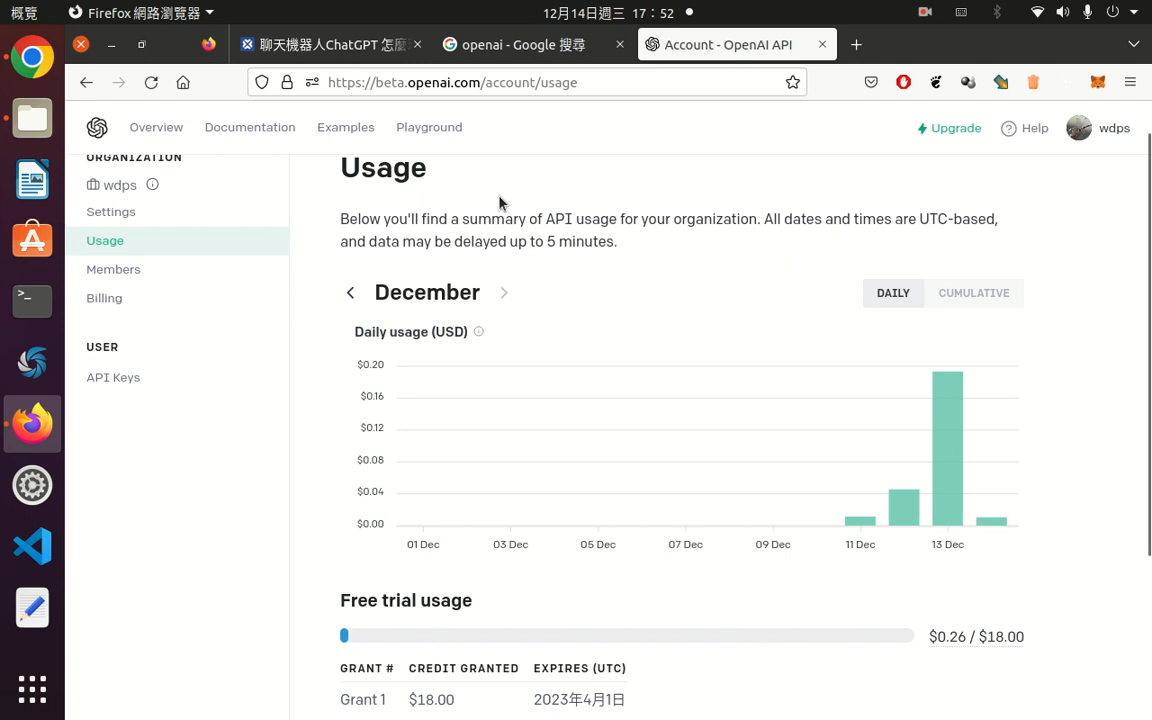 概覽
Firefox 網路瀏覽器
12月14日週三 17：52
聊天機器人ChatGPT 怎麼
openai - Google 搜尋
Account - OpenAI API
https://beta.openai.com/account/usage
Overview
Documentation
Examples
Playground
Upgrade
Help
wdps
ORGANIZATION
wdps
Settings
Usage
Members
Billing
USER
API Keys
Usage
Below you'll find a summary of API usage for your organization. All dates and times are UTC-based,
and data may be delayed up to 5 minutes.
December
DAILY
CUMULATIVE
Daily usage (USD)
$0.20
$0.16
$0.12
$0.08
$0.04
$0.00
01 Dec
03 Dec
05 Dec
07 Dec
09 Dec
11 Dec
13 Dec
Free trial usage
$0.26 / $18.00
GRANT # CREDIT GRANTED EXPIRES (UTC)
Grant 1 $18.00 2023年4月1日